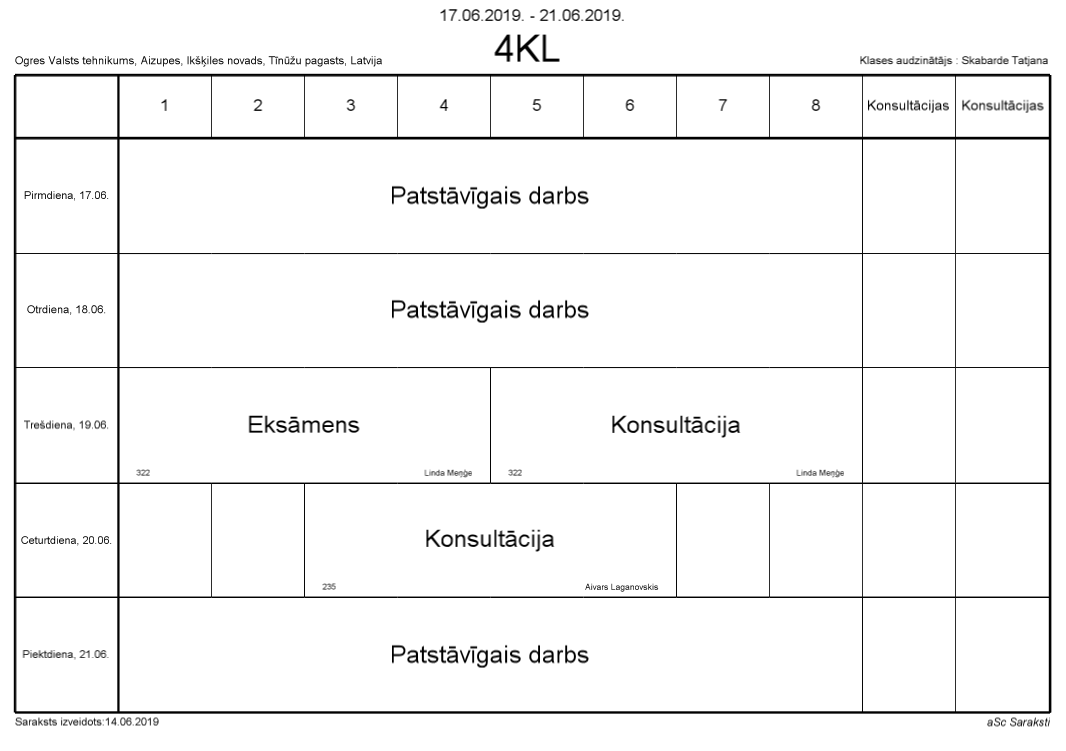 17.06.2019. - 21.06.2019.
4KL
Ogres Valsts tehnikums, Aizupes, Ikšķiles novads, Tīnūžu pagasts, Latvija
Klases audzinātājs : Skabarde Tatjana
1 2 3 4 5 6 7 8 Konsultācijas Konsultācijas
Pirmdiena, 17.06.
Patstāvīgais darbs
Otrdiena, 18.06.
Patstāvīgais darbs
Trešdiena, 19.06.
Eksāmens
322 Linda Meņģe
Konsultācija
322 Linda Meņģe
Ceturtdiena, 20.06.
Konsultācija
235 Aivars Laganovskis
Piektdiena, 21.06.
Patstāvīgais darbs
Saraksts izveidots:14.06.2019
aSc Saraksti